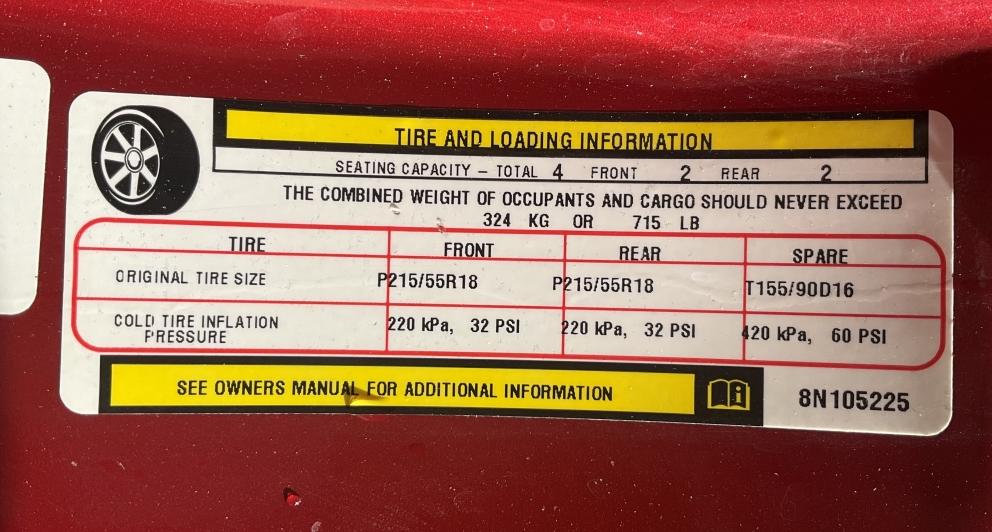 TIRE AND LOADING INFORMATION
SEATING CAPACITY – TOTAL 4 FRONT 2 REAR 2
THE COMBINED WEIGHT OF OCCUPANTS AND CARGO SHOULD NEVER EXCEED
324 KG OR 715 LB
TIRE FRONT REAR SPARE
ORIGINAL TIRE SIZE P215/55R18 P215/55R18 T155/90D16
COLD TIRE INFLATION PRESSURE 220 kPa, 32 PSI 220 kPa, 32 PSI 420 kPa, 60 PSI
SEE OWNERS MANUAL FOR ADDITIONAL INFORMATION
8N105225